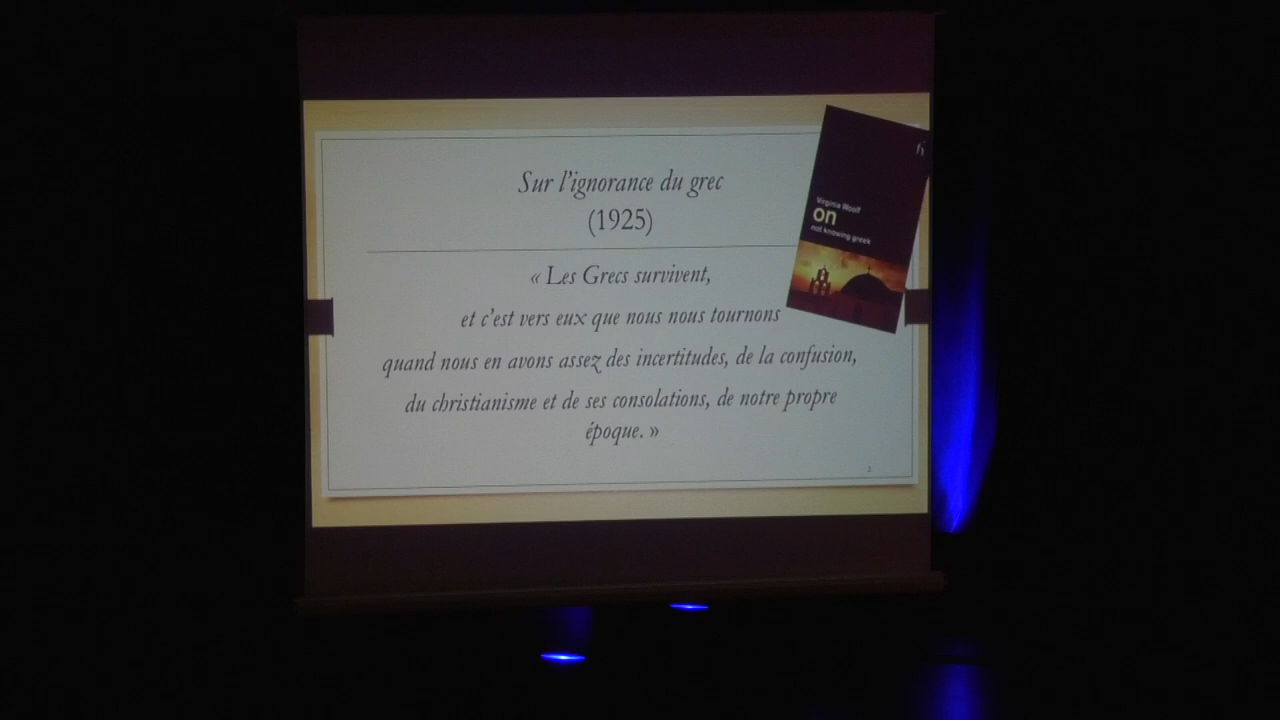 Sur l'ignorance du grec
(1925)
« Les Grecs survivent,
et c'est vers eux que nous nous tournons
quand nous en avons assez des incertitudes, de la confusion,
du christianisme et de ses consolations, de notre propre
époque. »
Virginia Woolf
on
not knowing greek